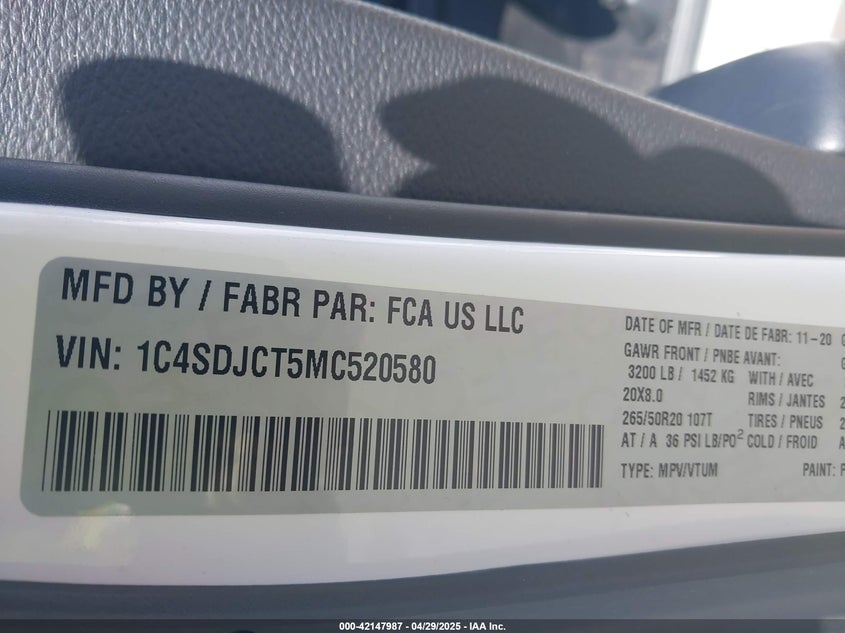 MFD BY / FABR PAR: FCA US LLC
VIN: 1C4SDJCT5MC520580
DATE OF MFR / DATE DE FABR: 11-20
GAWR FRONT / PNBE AVANT:
3200 LB / 1452 KG WITH / AVEC
20X8.0 RIMS / JANTES
265/50R20 107T TIRES / PNEUS
AT / A 36 PSI LB/PO² COLD / FROID
TYPE: MPV/VTUM PAINT:
000-42147987 - 04/29/2025 - IAA Inc.